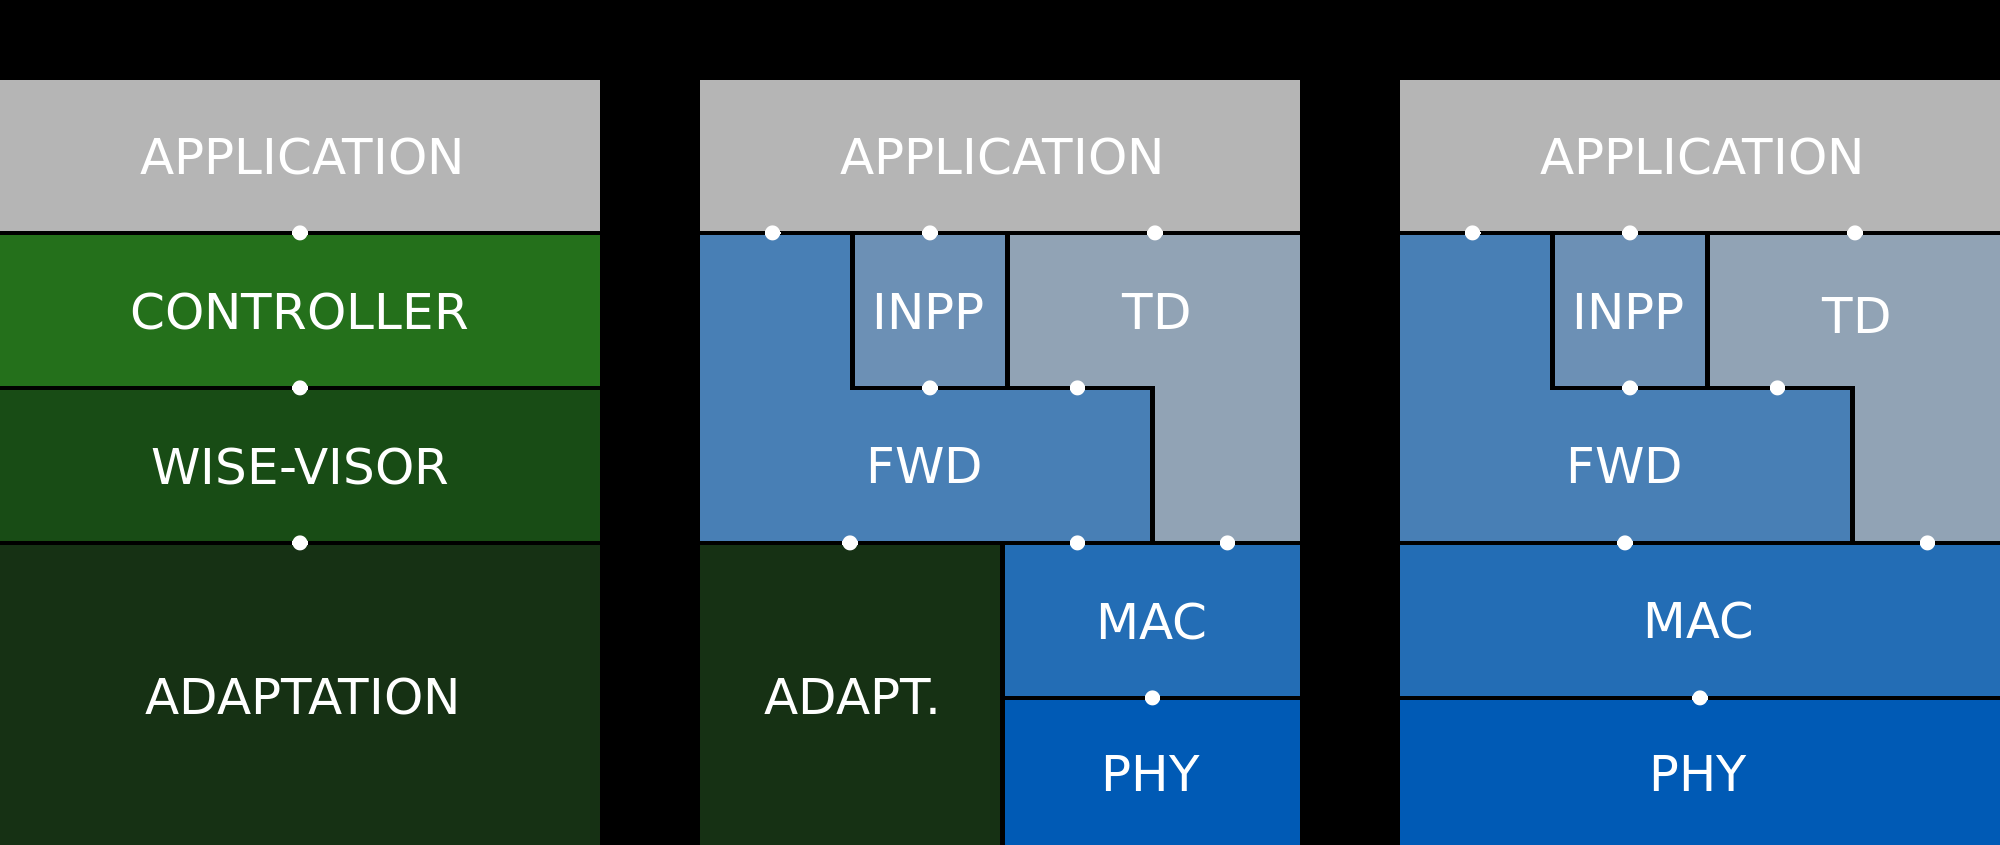 APPLICATION
CONTROLLER
WISE-VISOR
ADAPTATION
APPLICATION
INPP
TD
FWD
ADAPT.
MAC
PHY
APPLICATION
INPP
TD
FWD
MAC
PHY